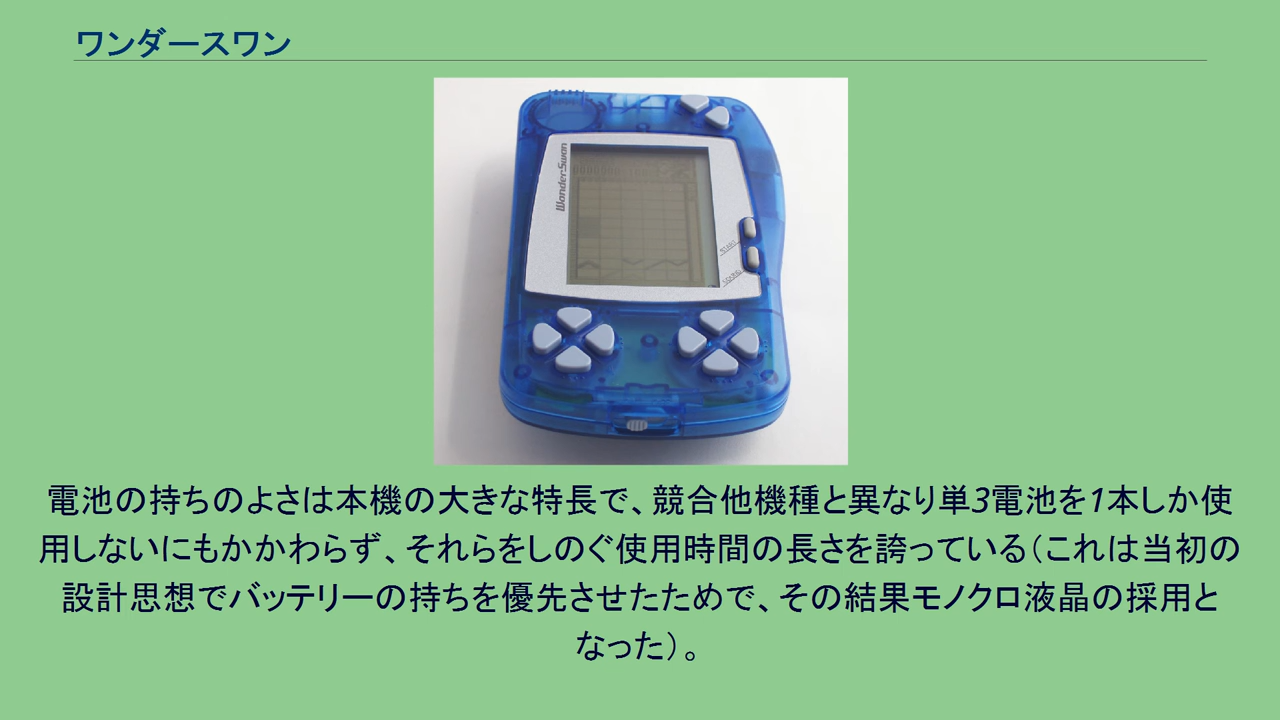 ワンダースワン
WonderSwan
START
SOUND
電池の持ちのよさは本機の大きな特長で、競合他機種と異なり単3電池を1本しか使
用しないにもかかわらず、それらをしのぐ使用時間の長さを誇っている（これは当初の
設計思想でバッテリーの持ちを優先させたためで、その結果モノクロ液晶の採用と
なった）。